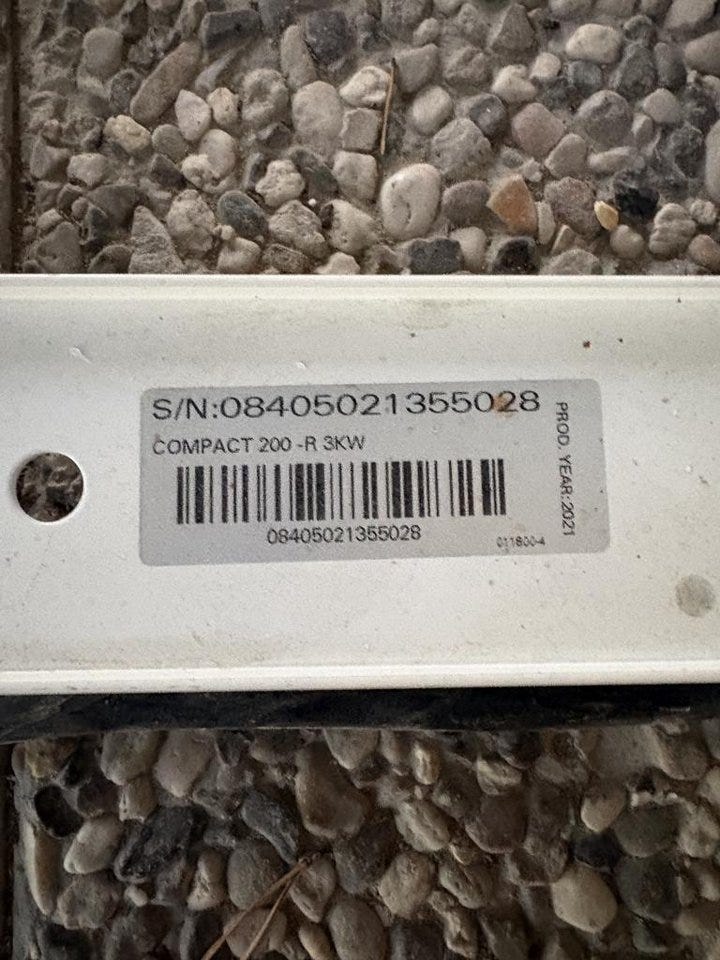 S/N:08405021355028
COMPACT 200 -R 3KW
08405021355028
011800-4
PROD. YEAR:2021